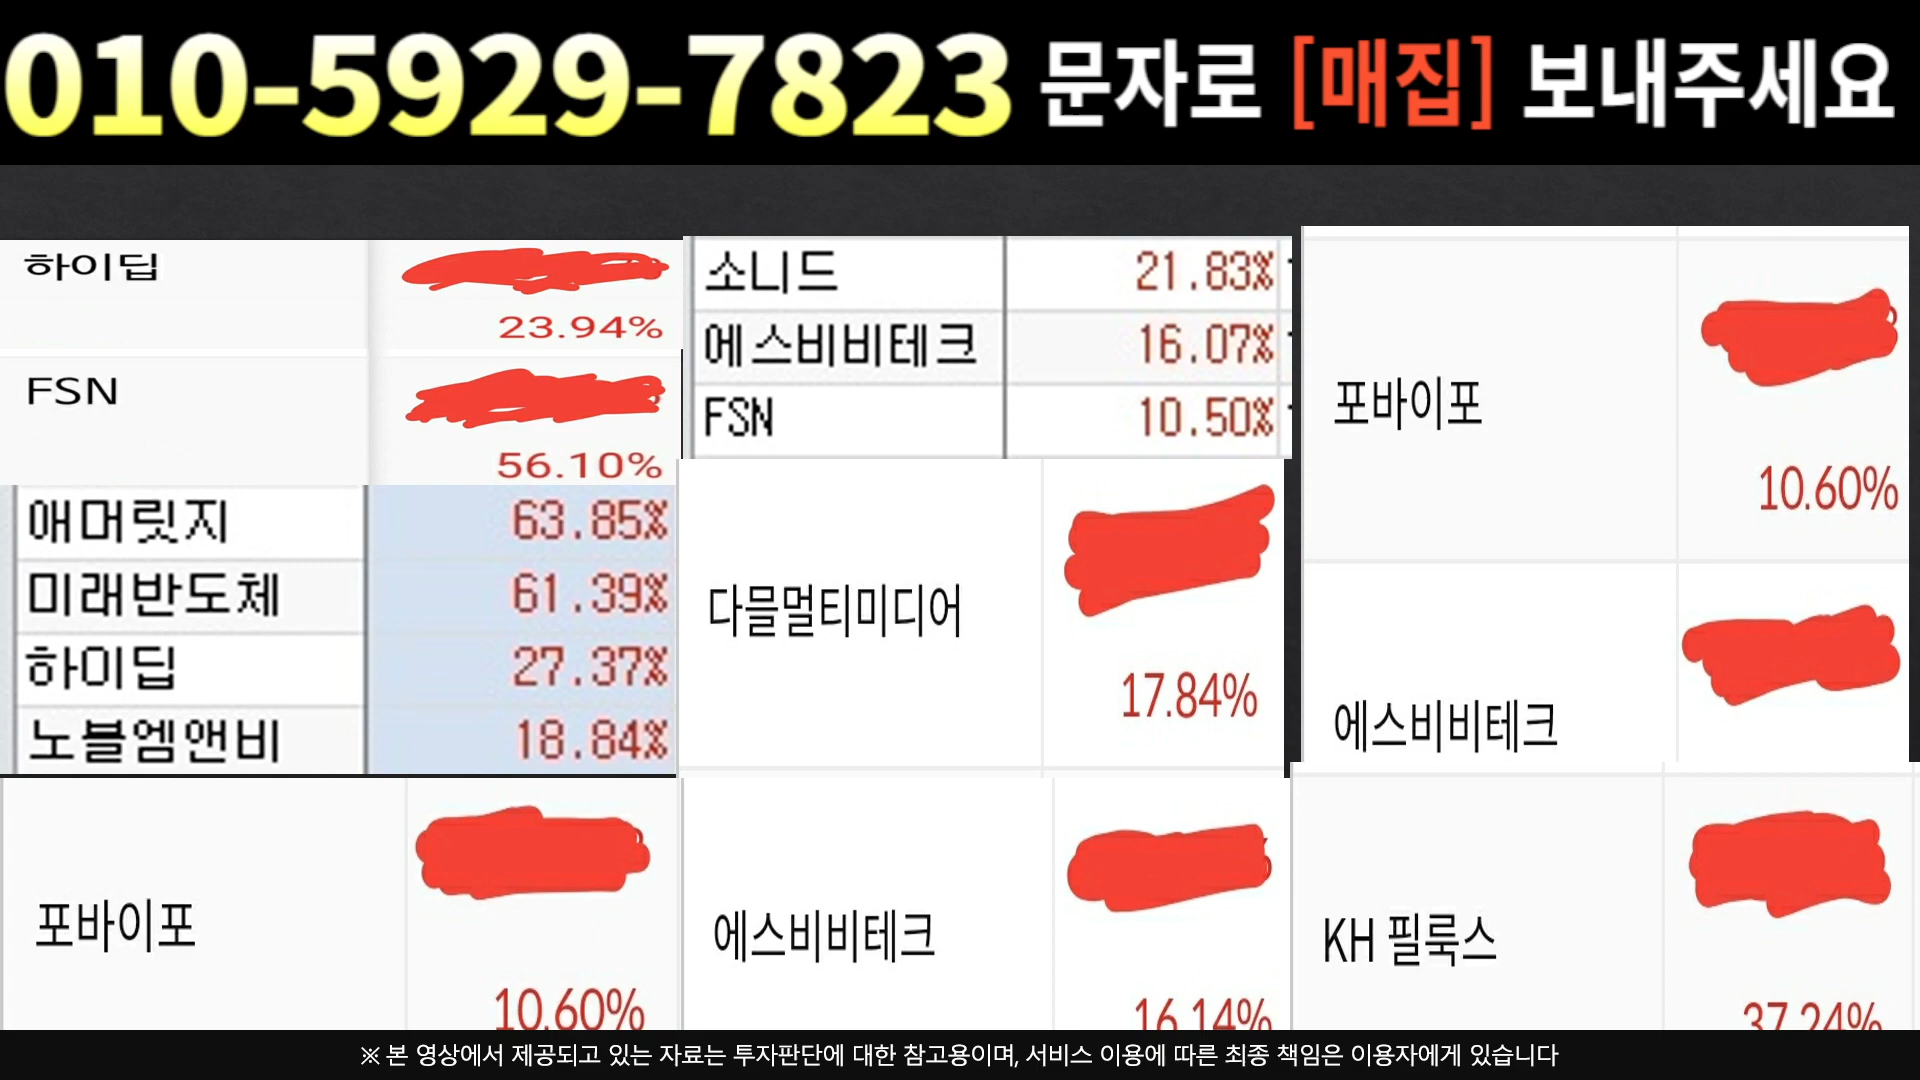 010-5929-7823 문자로 [매집] 보내주세요
하이딥
23.94%
FSN
56.10%
애머릿지 63.85%
미래반도체 61.39%
하이딥 27.37%
노블엠앤비 18.84%
소니드 21.83%
에스비비테크 16.07%
FSN 10.50%
다믈멀티미디어
17.84%
포바이포
10.60%
에스비비테크
포바이포
10.60%
에스비비테크
16.14%
KH 필룩스
37.24%
※ 본 영상에서 제공되고 있는 자료는 투자판단에 대한 참고용이며, 서비스 이용에 따른 최종 책임은 이용자에게 있습니다